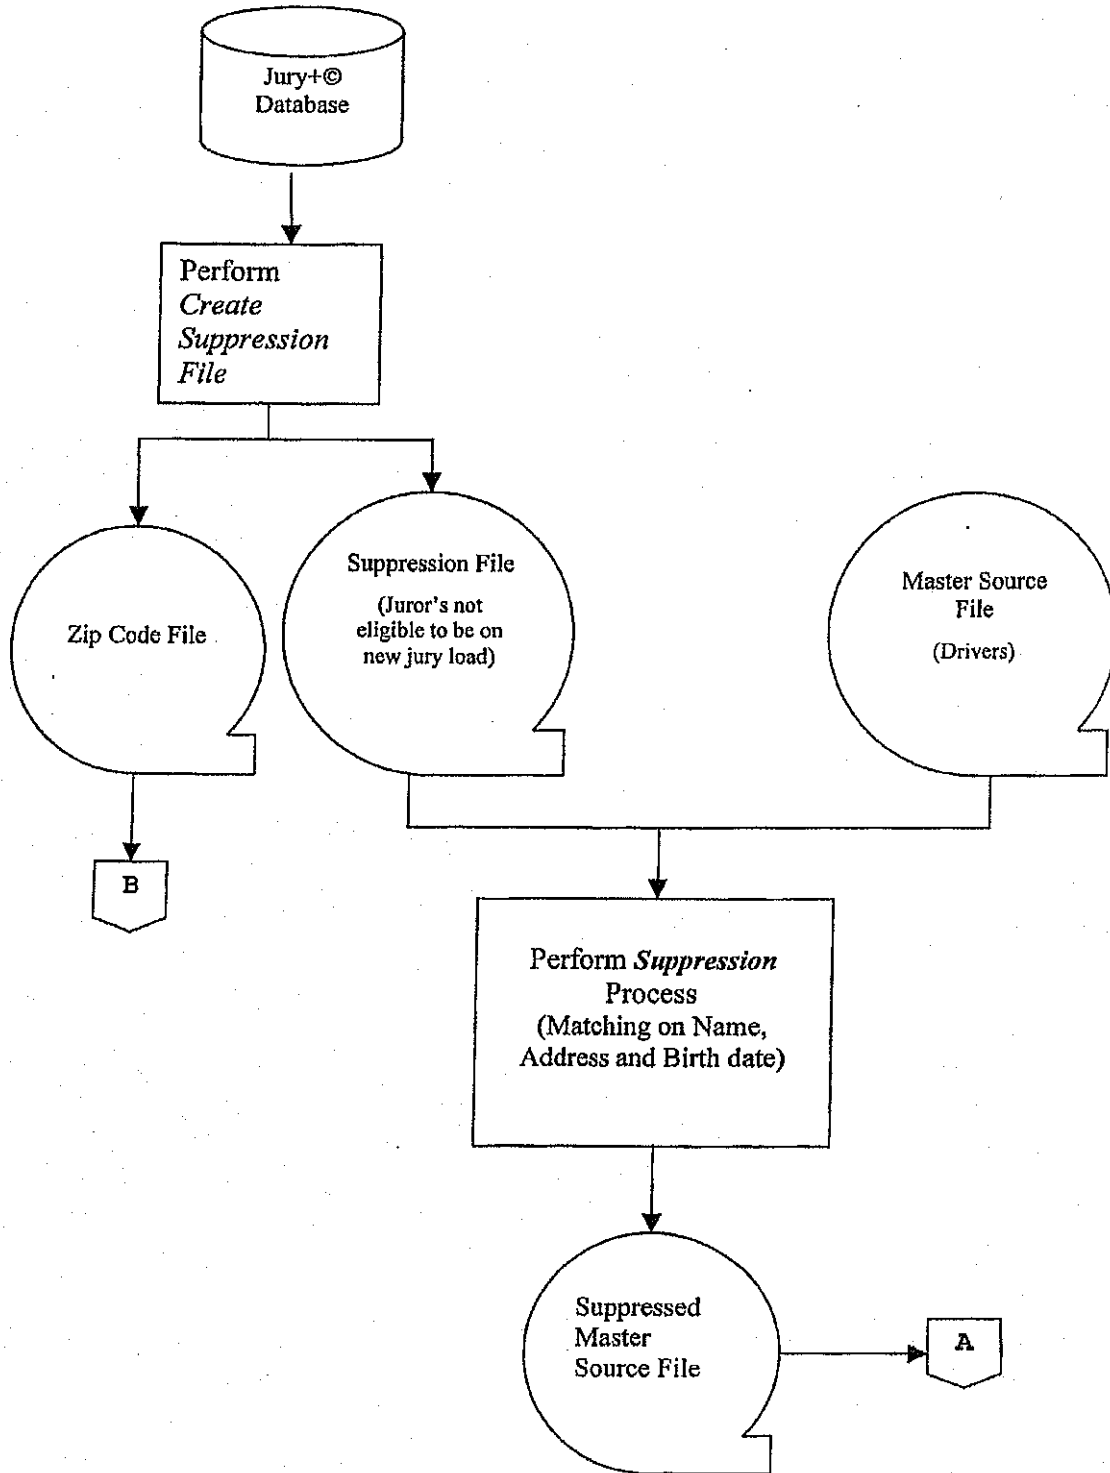 Jury+©
Database
Perform
Create
Suppression
File
Zip Code File
Suppression File
(Juror's not
eligible to be on
new jury load)
Master Source
File
(Drivers)
B
Perform Suppression
Process
(Matching on Name,
Address and Birth date)
Suppressed
Master
Source File
A